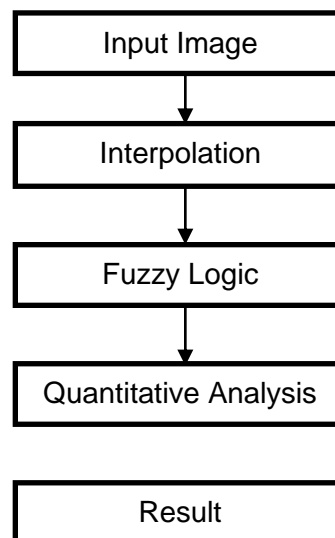 Input Image
Interpolation
Fuzzy Logic
Quantitative Analysis
Result